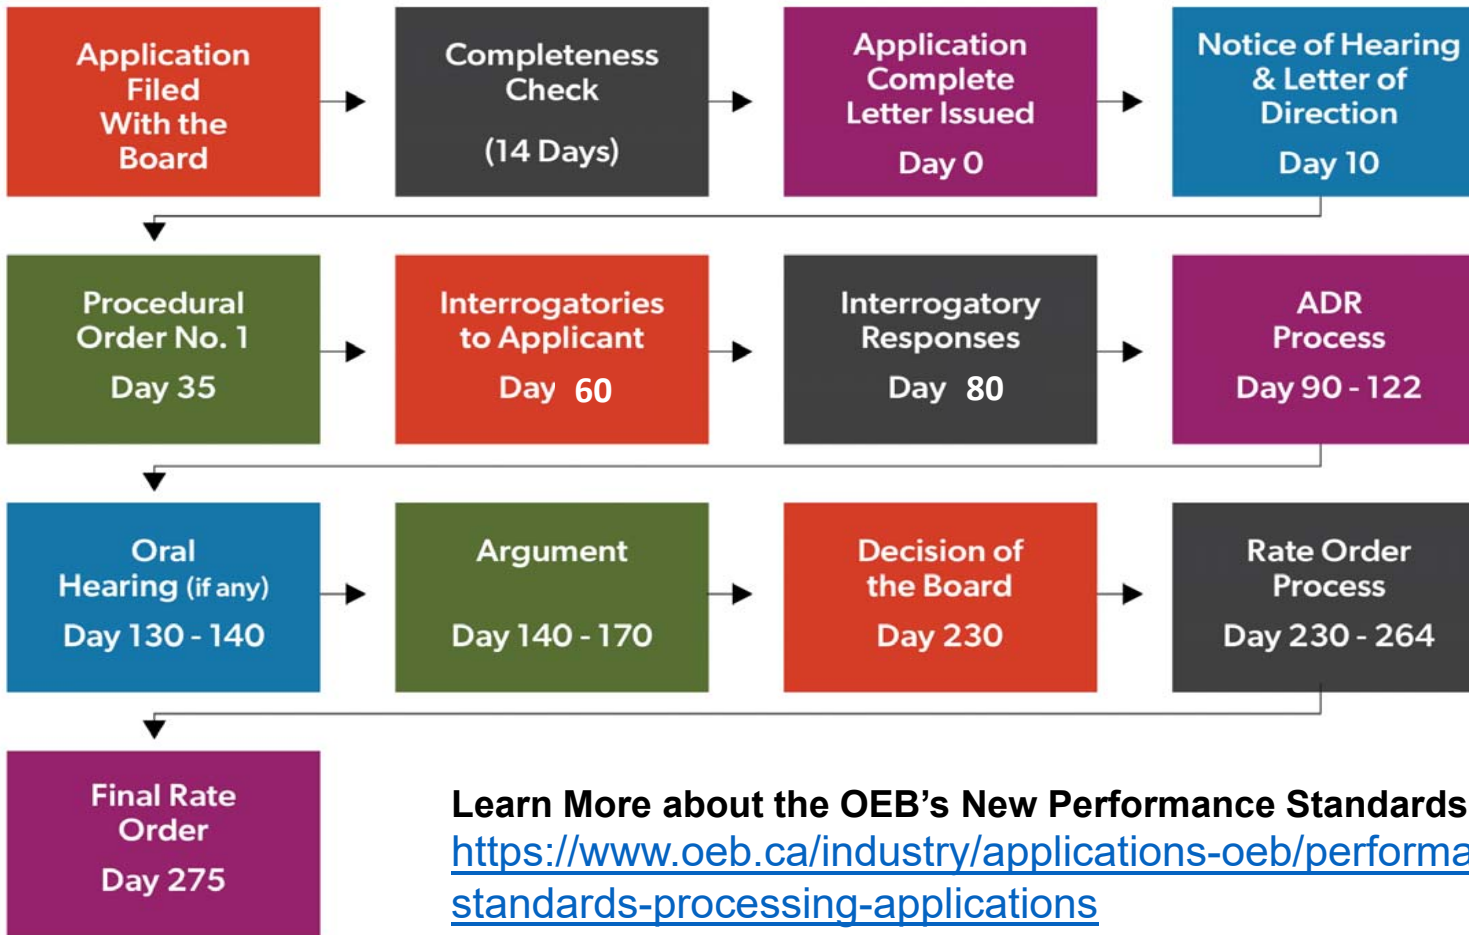 Application
Filed
With the
Board
Completeness
Check
(14 Days)
Application
Complete
Letter Issued
Day 0
Notice of Hearing
& Letter of
Direction
Day 10
Procedural
Order No. 1
Day 35
Interrogatories
to Applicant
Day 60
Interrogatory
Responses
Day 80
ADR
Process
Day 90 - 122
Oral
Hearing (if any)
Day 130 - 140
Argument
Day 140 - 170
Decision of
the Board
Day 230
Rate Order
Process
Day 230 - 264
Final Rate
Order
Day 275
Learn More about the OEB's New Performance Standards
https://www.oeb.ca/industry/applications-oeb/performa
standards-processing-applications